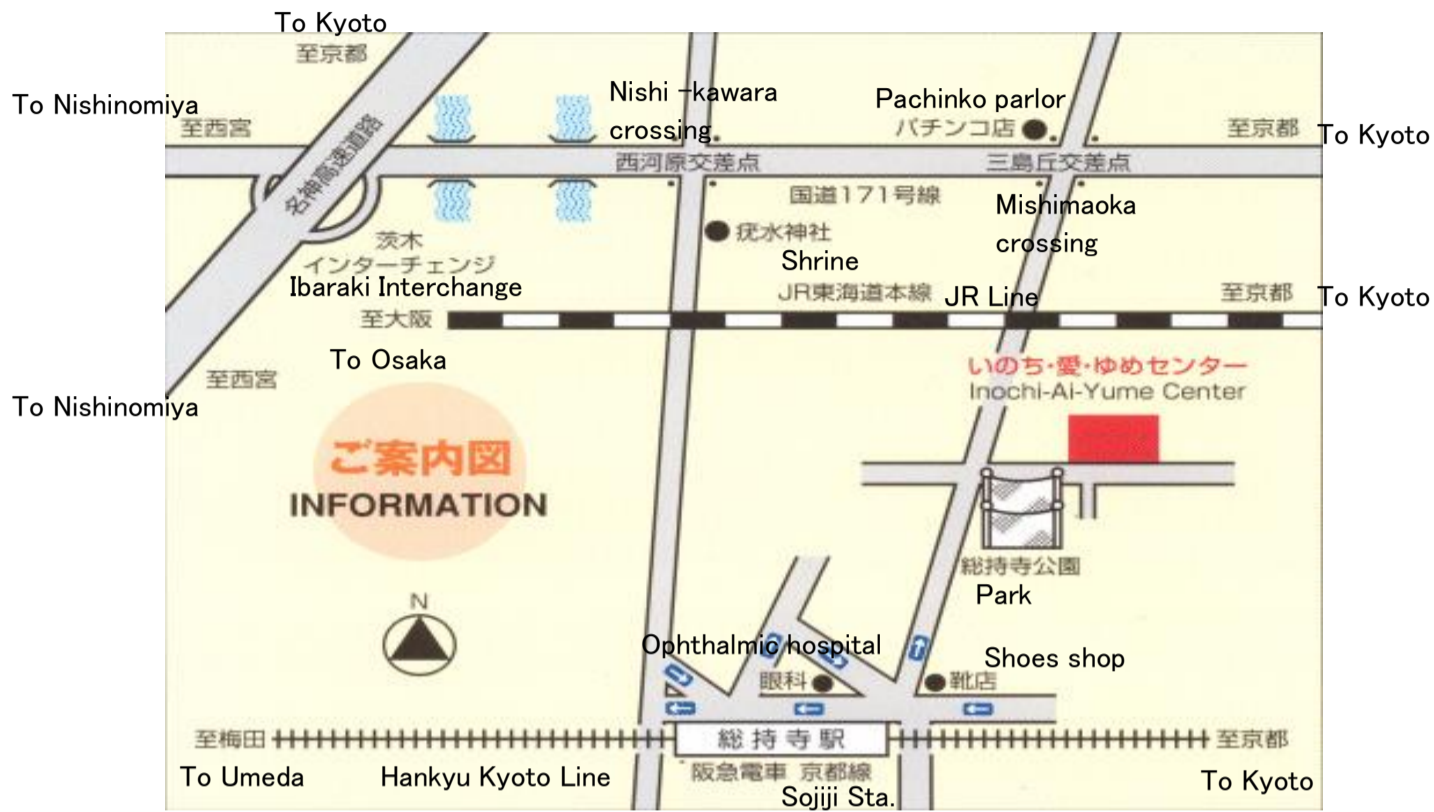 To Kyoto
至京都
To Nishinomiya
至西宮
名神高速道路
Nishi -kawara
crossing
西河原交差点
Pachinko parlor
パチンコ店
三島丘交差点
至京都
To Kyoto
国道171号線
Mishimaoka
crossing
疣水神社
Shrine
茨木
インターチェンジ
Ibaraki Interchange
JR東海道本線
JR Line
至京都
To Kyoto
至大阪
To Osaka
至西宮
To Nishinomiya
いのち・愛・ゆめセンター
Inochi-Ai-Yume Center
ご案内図
INFORMATION
総持寺公園
Park
N
Ophthalmic hospital
眼科
Shoes shop
靴店
至梅田
総持寺駅
至京都
To Umeda
Hankyu Kyoto Line
阪急電車 京都線
Sojiji Sta.
To Kyoto